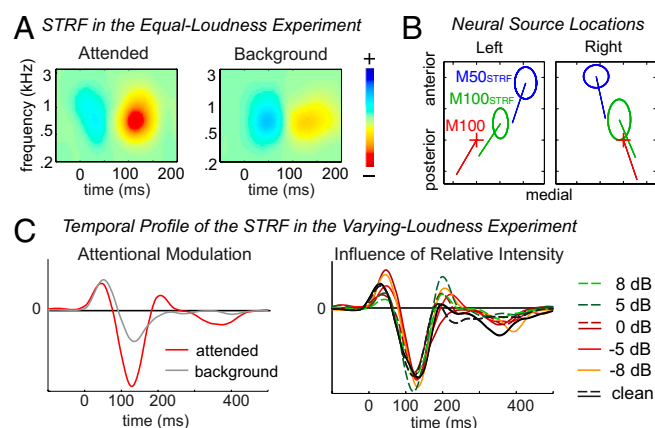 A STRF in the Equal-Loudness Experiment
Attended
Background
frequency (kHz)
3
1
.5
.2
0 100 200
time (ms)
3
1
.5
.2
0 100 200
time (ms)
+
−
B Neural Source Locations
Left
Right
anterior
posterior
M50STRF
M100STRF
M100
medial
C Temporal Profile of the STRF in the Varying-Loudness Experiment
Attentional Modulation
0
attended
background
0 100 200 400
time (ms)
Influence of Relative Intensity
0
0 100 200 400
time (ms)
8 dB
5 dB
0 dB
-5 dB
-8 dB
clean